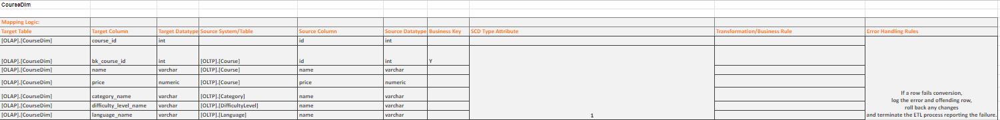 CourseDim
Mapping Logic:
Target Table Target Column Target Datatype Source System/Table Source Column Source Datatype Business Key SCD Type Attribute Transformation/Business Rule Error Handling Rules
[OLAP].[CourseDim] course_id int id int
[OLAP].[CourseDim] bk_course_id int [OLTP].[Course] id int Y
[OLAP].[CourseDim] name varchar [OLTP].[Course] name varchar
[OLAP].[CourseDim] price numeric [OLTP].[Course] price numeric
[OLAP].[CourseDim] category_name varchar [OLTP].[Category] name varchar
[OLAP].[CourseDim] difficulty_level_name varchar [OLTP].[DifficultyLevel] name varchar
[OLAP].[CourseDim] language_name varchar [OLTP].[Language] name varchar
1
If a row fails conversion,
log the error and offending row,
roll back any changes
and terminate the ETL process reporting the failure.